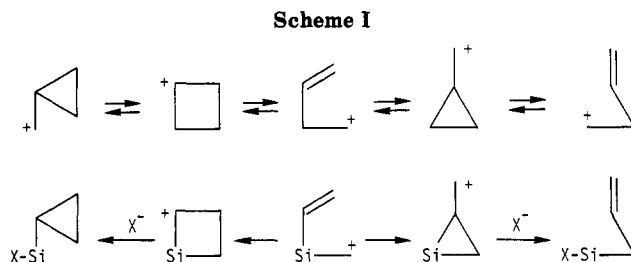 Scheme I
+ + + + +
X⁻ + + + X⁻
X-Si Si Si Si X-Si